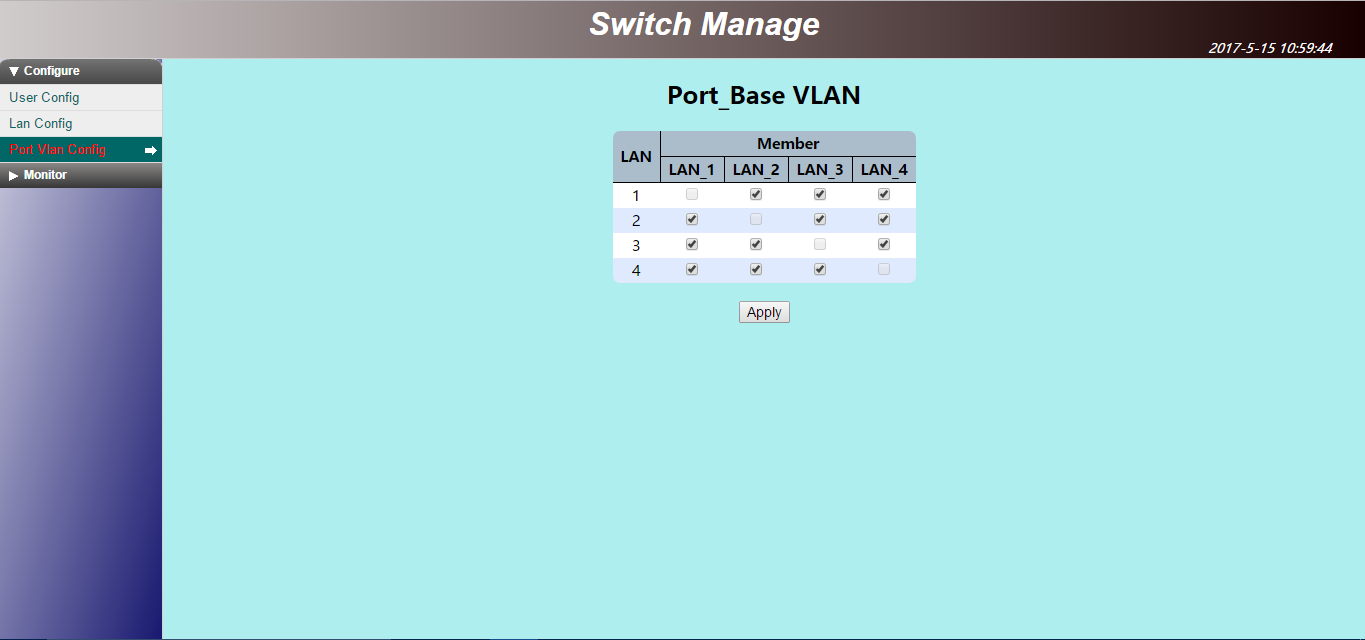 Switch Manage
2017-5-15 10:59:44
Configure
User Config
Lan Config
Port Vlan Config
Monitor
Port_Base VLAN
LAN Member
LAN_1 LAN_2 LAN_3 LAN_4
1
2
3
4
Apply